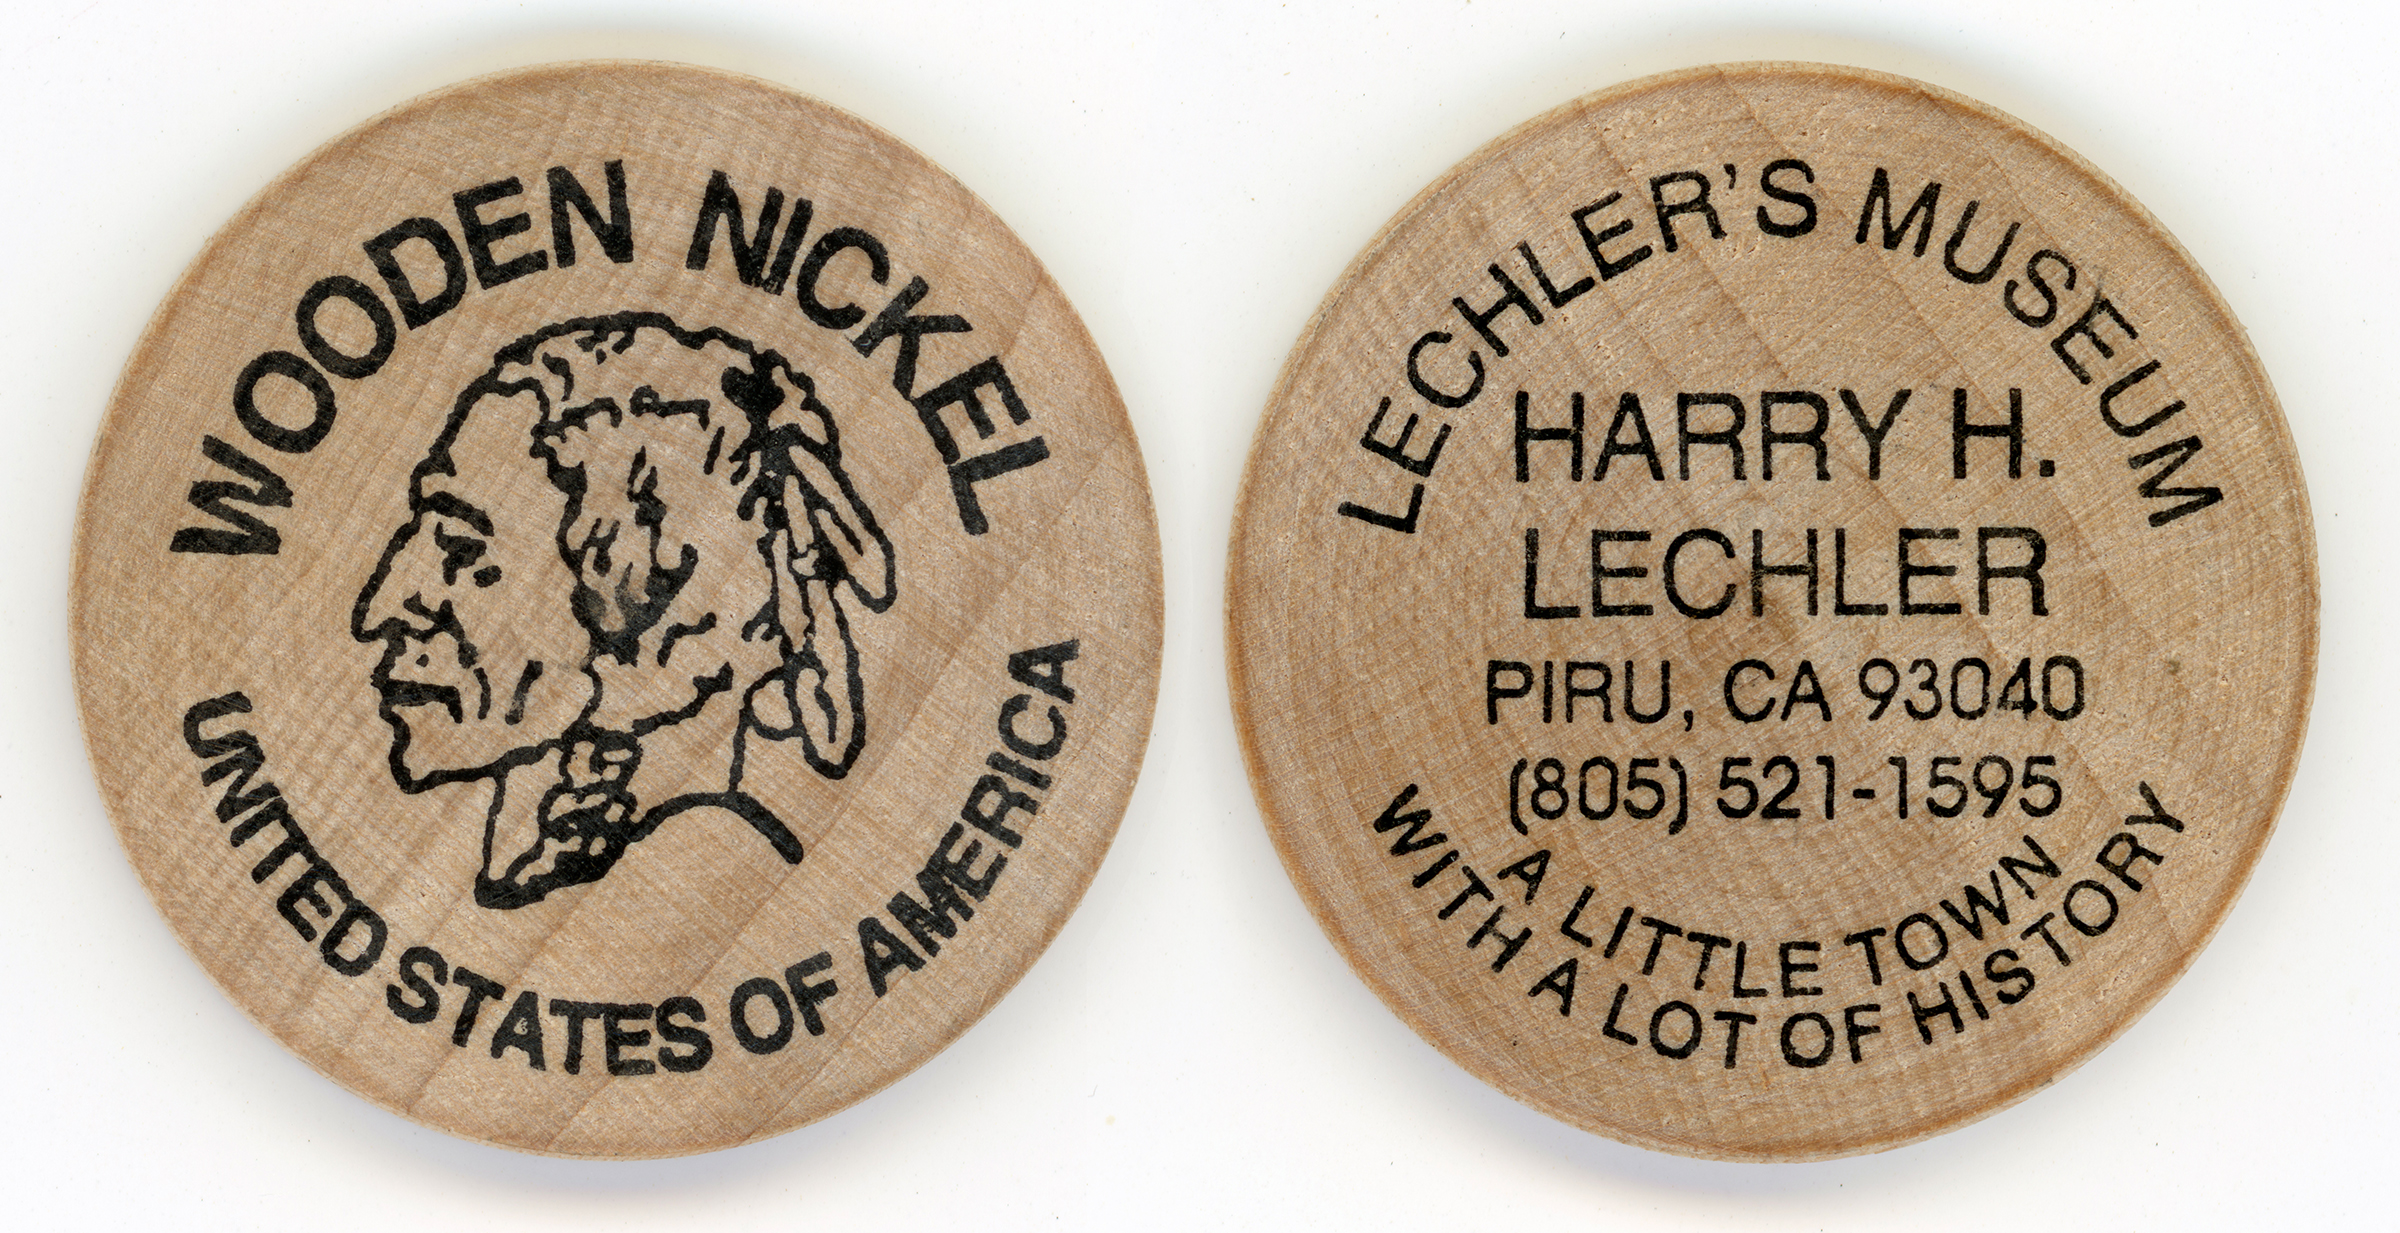 WOODEN NICKEL
UNITED STATES OF AMERICA
LECHLER'S MUSEUM
HARRY H.
LECHLER
PIRU, CA 93040
(805) 521-1595
A LITTLE TOWN
WITH A LOT OF HISTORY